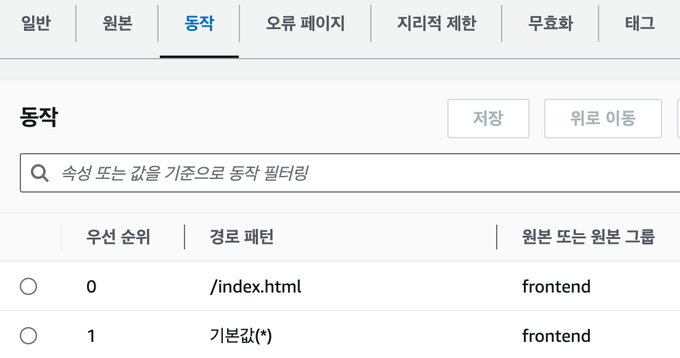 일반 원본 동작 오류 페이지 지리적 제한 무효화 태그
동작 저장 위로 이동
속성 또는 값을 기준으로 동작 필터링
우선 순위 경로 패턴 원본 또는 원본 그룹
0 /index.html frontend
1 기본값(*) frontend